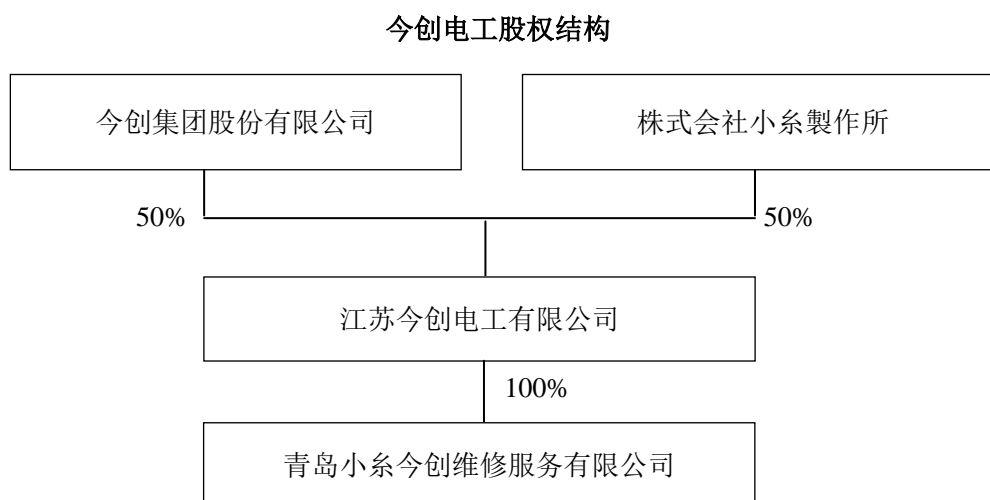 今创电工股权结构
今创集团股份有限公司
株式会社小糸製作所
50%
50%
江苏今创电工有限公司
100%
青岛小糸今创维修服务有限公司